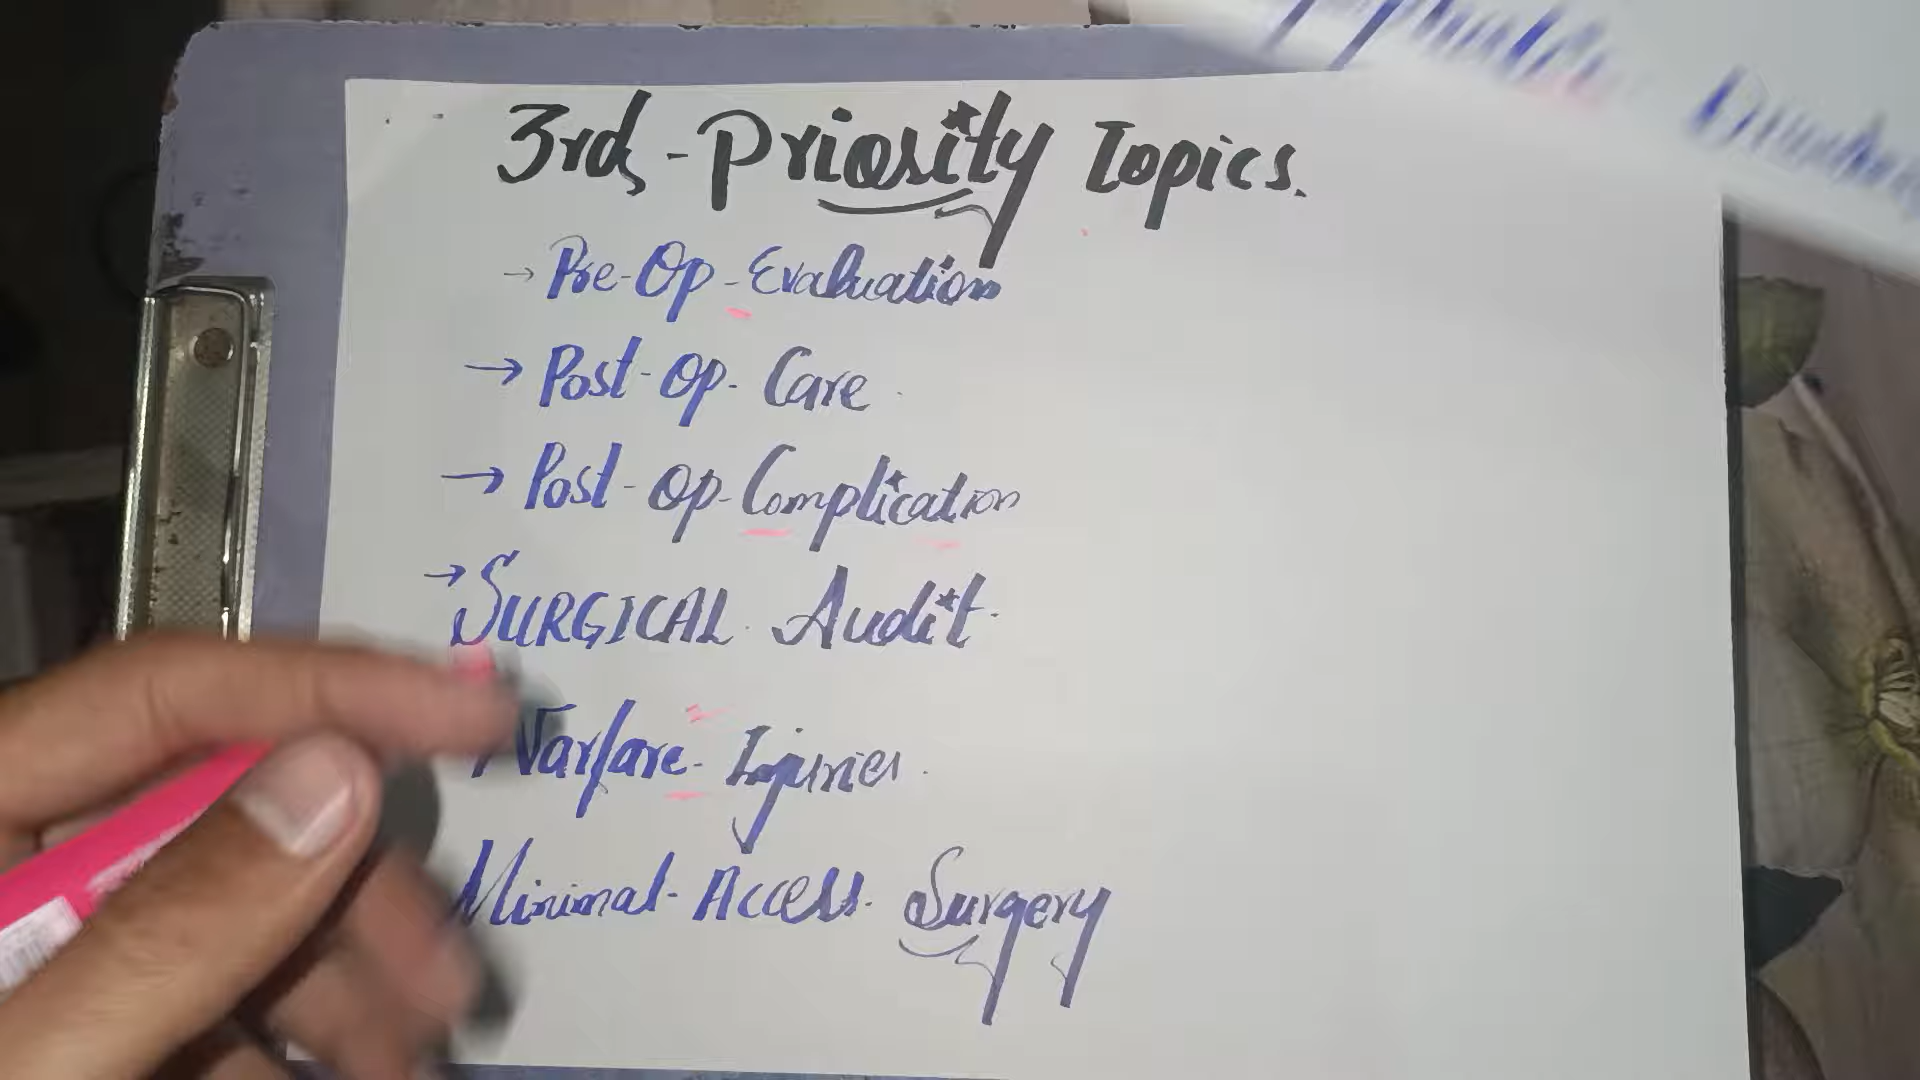 3rd - Priority Topics.
→ Pre-Op - Evaluation
→ Post-Op. Care.
→ Post-Op-Complication
→ SURGICAL Audit.
Warfare Injuries.
Minimal-Access. Surgery